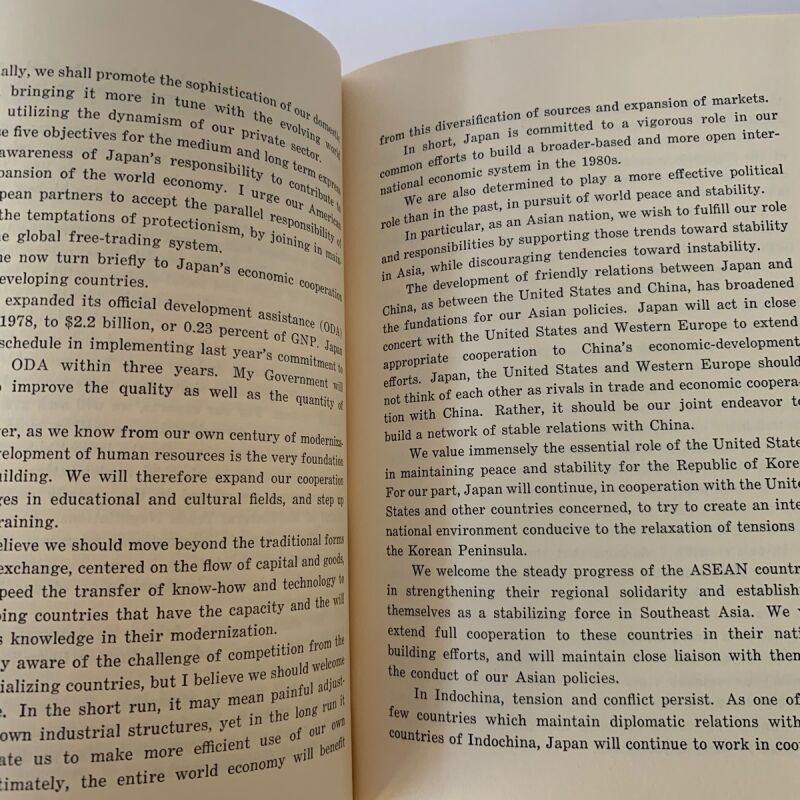 ally, we shall promote the sophistication of our domestic
bringing it more in tune with the evolving world
utilizing the dynamism of our private sector.
se five objectives for the medium and long term express
awareness of Japan's responsibility to contribute to
pansion of the world economy. I urge our American
pean partners to accept the parallel responsibility of
the temptations of protectionism, by joining in main-
e global free-trading system.
ne now turn briefly to Japan's economic cooperation
developing countries.
expanded its official development assistance (ODA)
1978, to $2.2 billion, or 0.23 percent of GNP. Japan
schedule in implementing last year's commitment to
ODA within three years. My Government will
o improve the quality as well as the quantity of
ver, as we know from our own century of moderniza-
velopment of human resources is the very foundation
uilding. We will therefore expand our cooperation
ges in educational and cultural fields, and step up
raining.
elieve we should move beyond the traditional forms
exchange, centered on the flow of capital and goods,
peed the transfer of know-how and technology to
ping countries that have the capacity and the will
s knowledge in their modernization.
y aware of the challenge of competition from the
ializing countries, but I believe we should welcome
e. In the short run, it may mean painful adjust-
own industrial structures, yet in the long run it
ate us to make more efficient use of our own
timately, the entire world economy will benefit
from this diversification of sources and expansion of markets.
In short, Japan is committed to a vigorous role in our
common efforts to build a broader-based and more open inter-
national economic system in the 1980s.
We are also determined to play a more effective political
role than in the past, in pursuit of world peace and stability.
In particular, as an Asian nation, we wish to fulfill our role
and responsibilities by supporting those trends toward stability
in Asia, while discouraging tendencies toward instability.
The development of friendly relations between Japan and
China, as between the United States and China, has broadened
the fundations for our Asian policies. Japan will act in close
concert with the United States and Western Europe to extend
appropriate cooperation to China's economic-development
efforts. Japan, the United States and Western Europe should
not think of each other as rivals in trade and economic coopera-
tion with China. Rather, it should be our joint endeavor to
build a network of stable relations with China.
We value immensely the essential role of the United State
in maintaining peace and stability for the Republic of Kore
For our part, Japan will continue, in cooperation with the Unit
States and other countries concerned, to try to create an inte
national environment conducive to the relaxation of tensions
the Korean Peninsula.
We welcome the steady progress of the ASEAN countr
in strengthening their regional solidarity and establish
themselves as a stabilizing force in Southeast Asia. We
extend full cooperation to these countries in their nati
building efforts, and will maintain close liaison with them
the conduct of our Asian policies.
In Indochina, tension and conflict persist. As one of
few countries which maintain diplomatic relations with
countries of Indochina, Japan will continue to work in coo